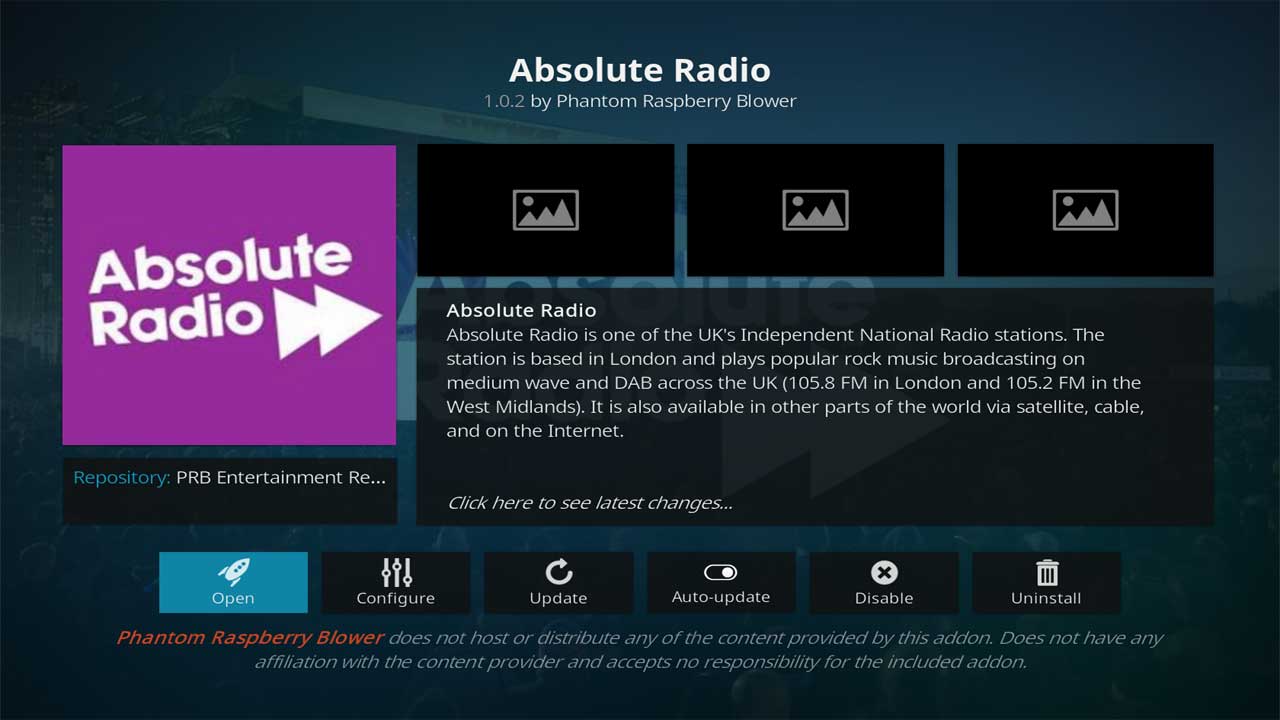 Absolute Radio
1.0.2 by Phantom Raspberry Blower
Absolute
Radio
Absolute Radio
Absolute Radio is one of the UK's Independent National Radio stations. The
station is based in London and plays popular rock music broadcasting on
medium wave and DAB across the UK (105.8 FM in London and 105.2 FM in the
West Midlands). It is also available in other parts of the world via satellite, cable,
and on the Internet.
Click here to see latest changes...
Repository: PRB Entertainment Re...
Open
Configure
Update
Auto-update
Disable
Uninstall
Phantom Raspberry Blower does not host or distribute any of the content provided by this addon. Does not have any
affiliation with the content provider and accepts no responsibility for the included addon.